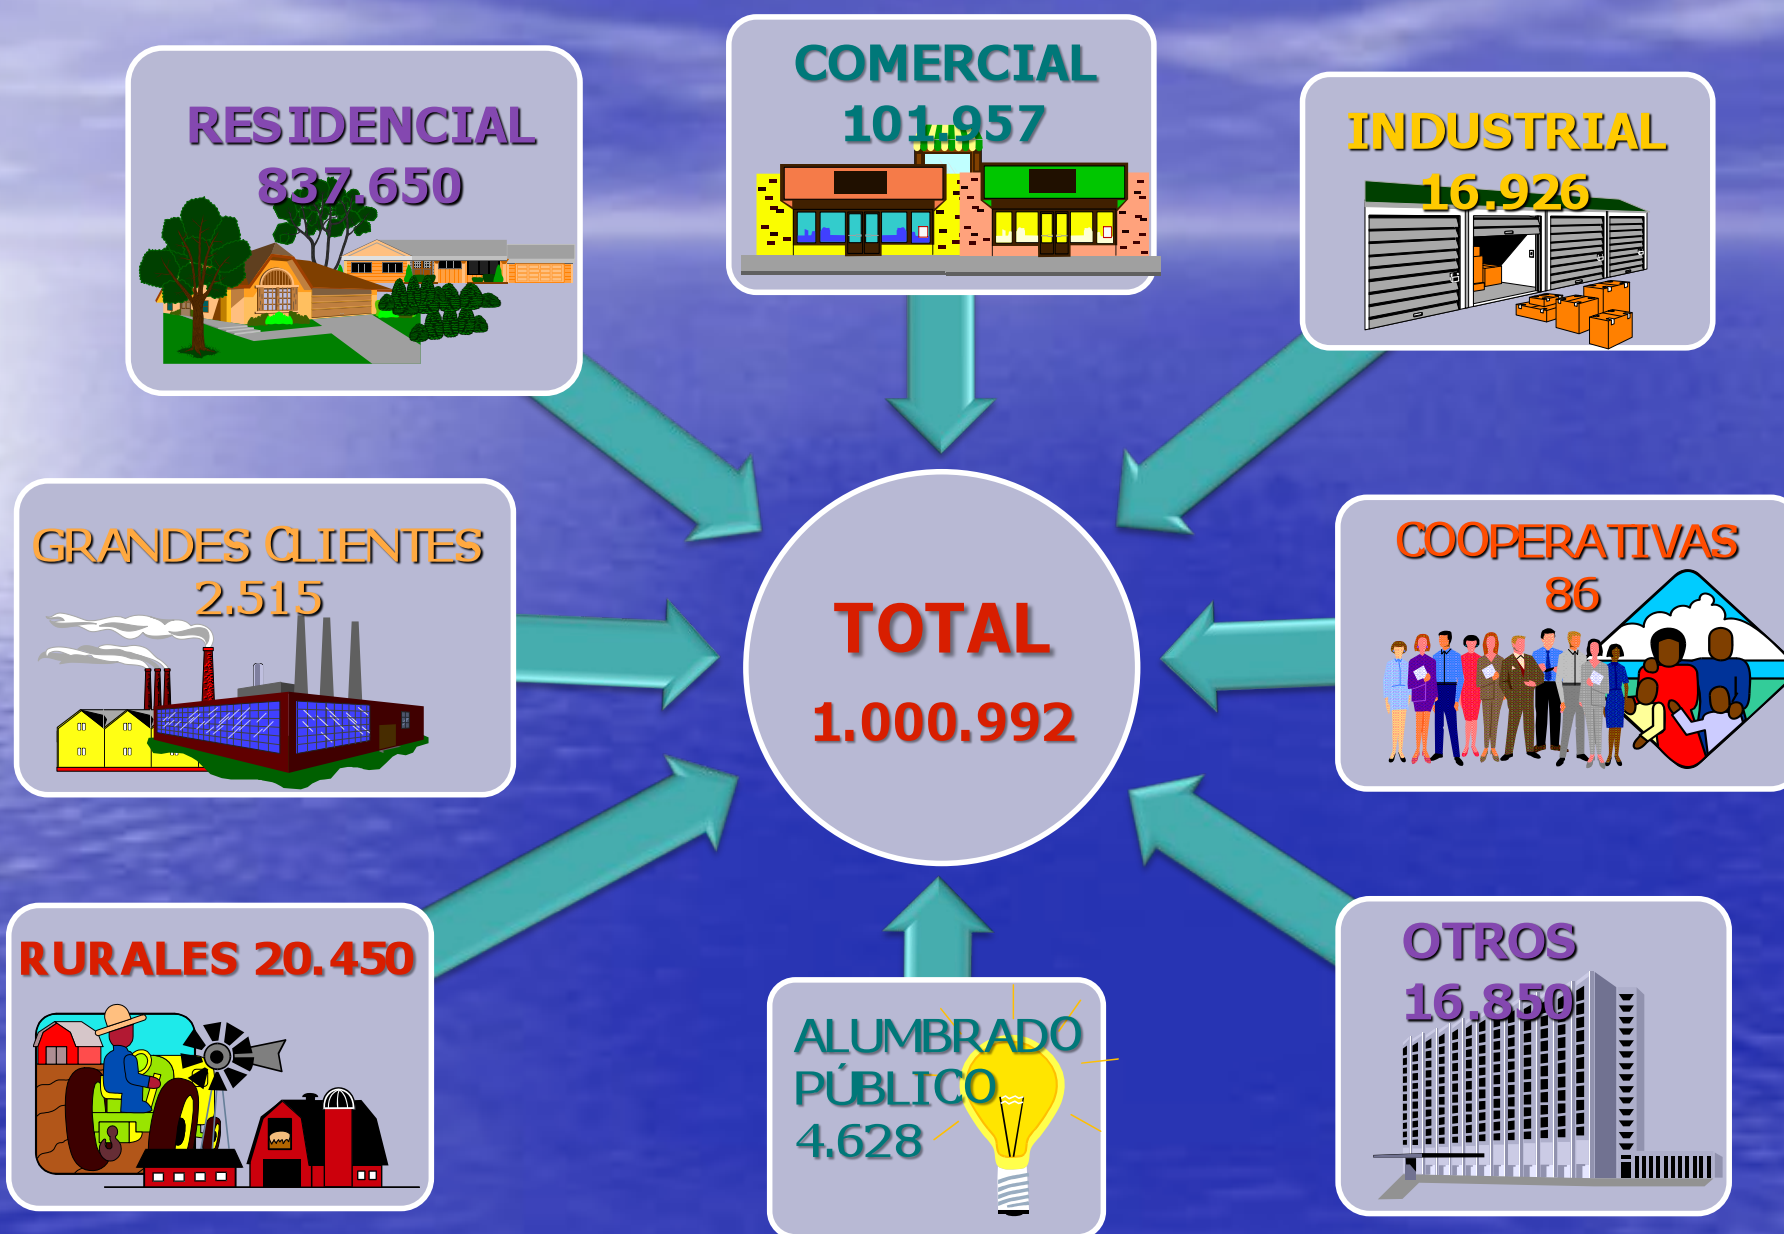 RESIDENCIAL
837.650
COMERCIAL
101.957
INDUSTRIAL
16.926
GRANDES CLIENTES
2.515
TOTAL
1.000.992
COOPERATIVAS
86
RURALES 20.450
ALUMBRADO
PÚBLICO
4.628
OTROS
16.850